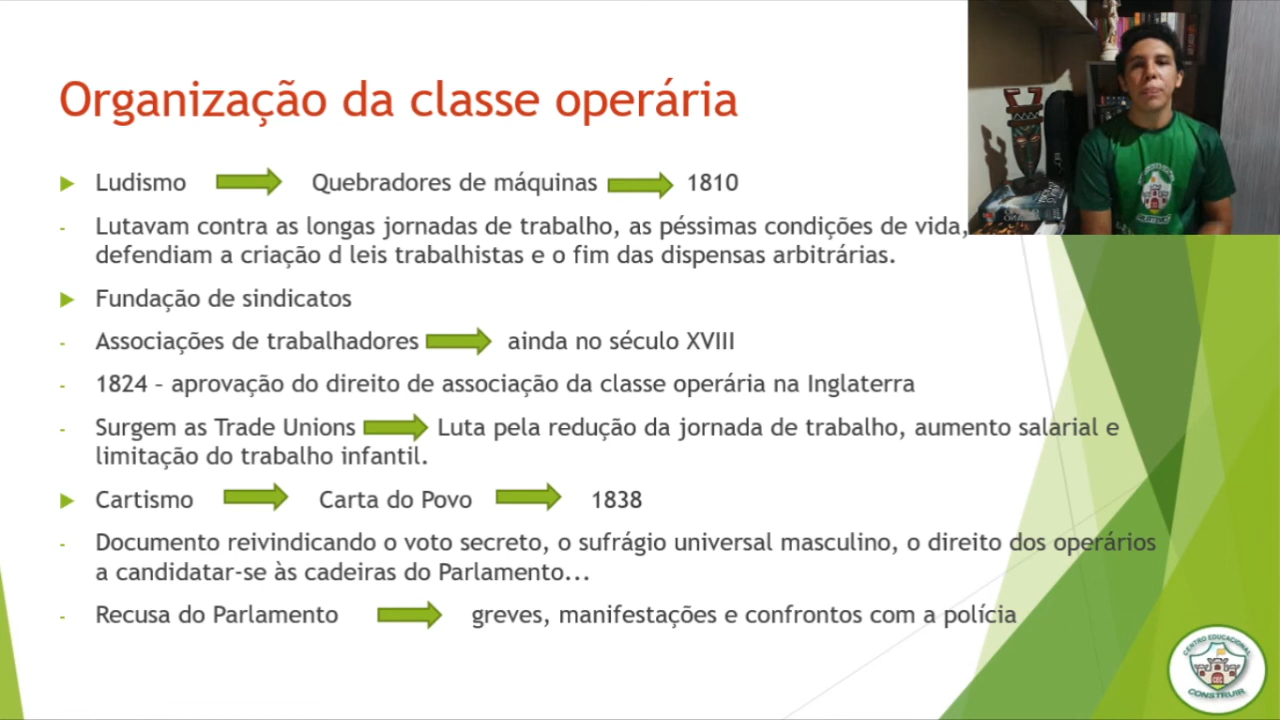 Organização da classe operária
Ludismo Quebradores de máquinas 1810
- Lutavam contra as longas jornadas de trabalho, as péssimas condições de vida,
defendiam a criação d leis trabalhistas e o fim das dispensas arbitrárias.
Fundação de sindicatos
- Associações de trabalhadores ainda no século XVIII
- 1824 – aprovação do direito de associação da classe operária na Inglaterra
- Surgem as Trade Unions Luta pela redução da jornada de trabalho, aumento salarial e
limitação do trabalho infantil.
Cartismo Carta do Povo 1838
- Documento reivindicando o voto secreto, o sufrágio universal masculino, o direito dos operários
a candidatar-se às cadeiras do Parlamento...
- Recusa do Parlamento greves, manifestações e confrontos com a polícia
CENTRO EDUCACIONAL
CEC
CONSTRUIR